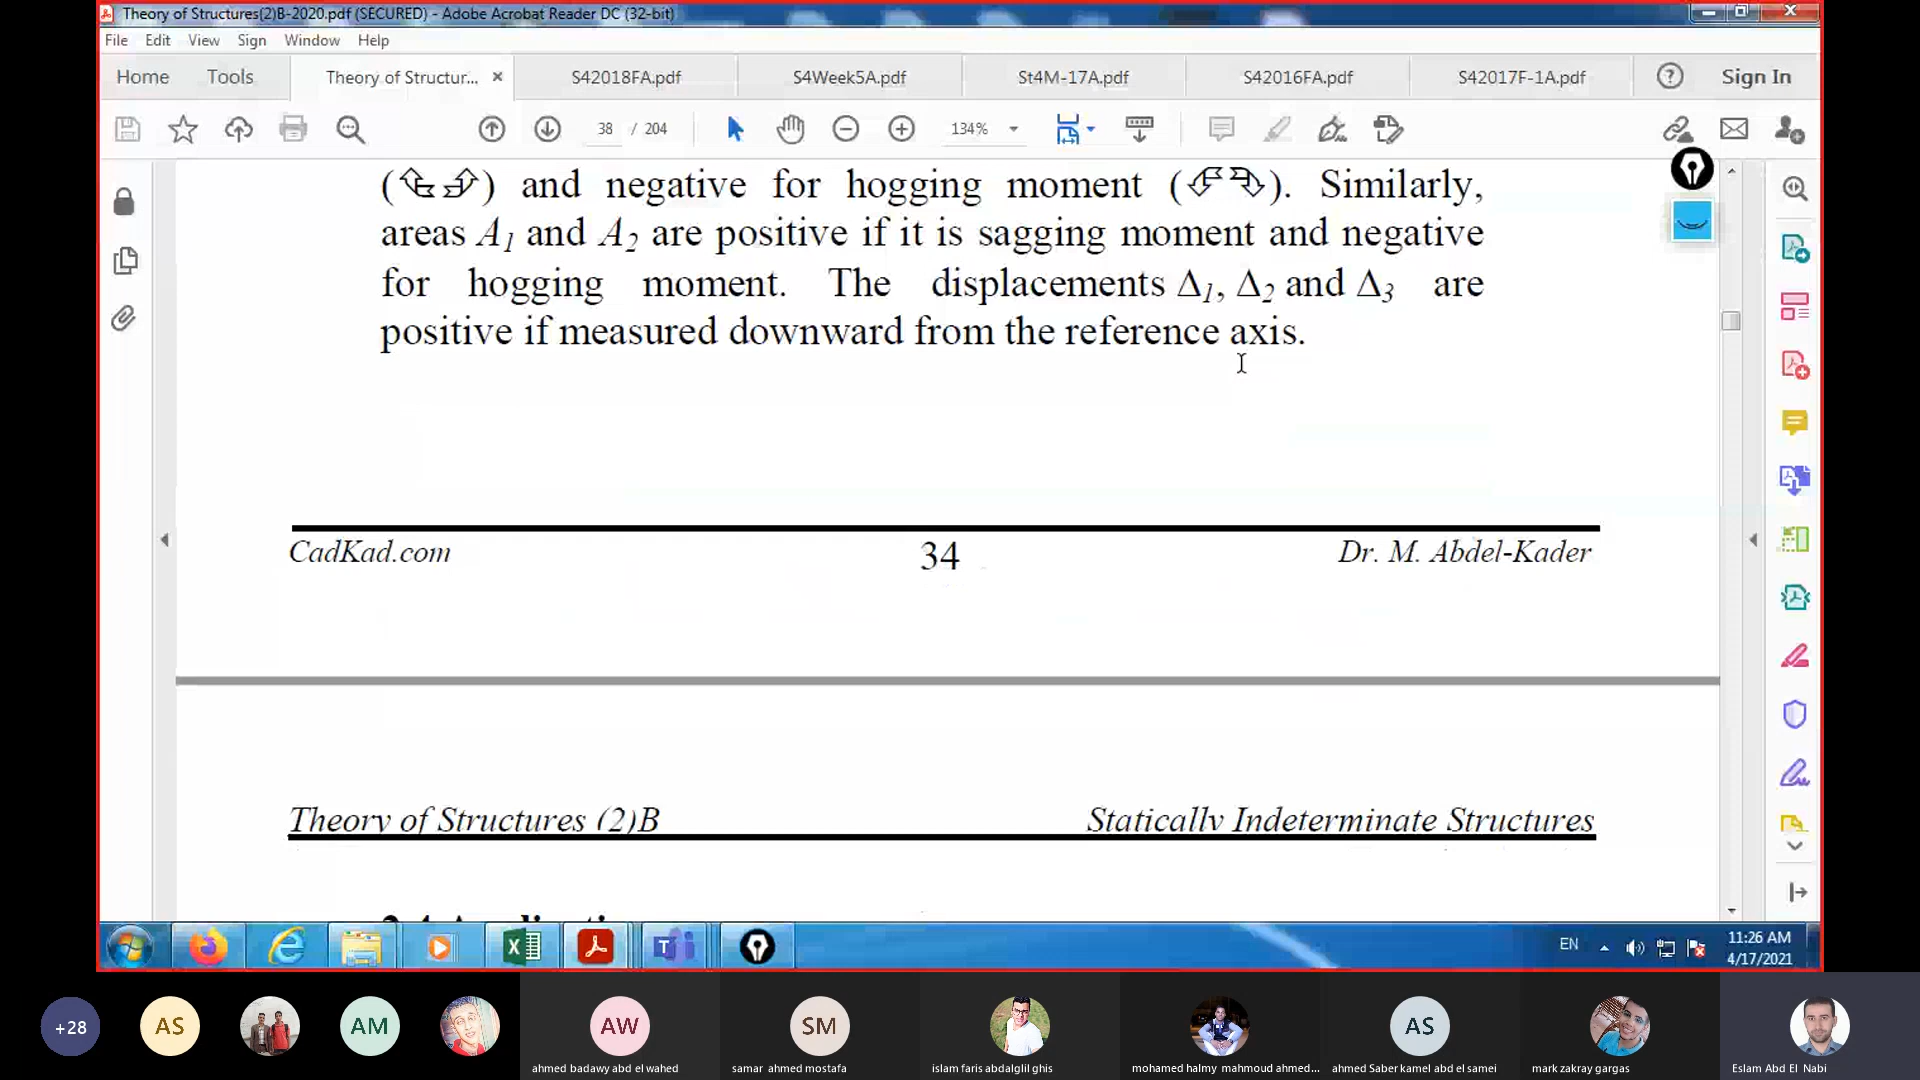 Theory of Structures(2)B-2020.pdf (SECURED) - Adobe Acrobat Reader DC (32-bit)
File Edit View Sign Window Help
Home Tools Theory of Structur... × S42018FA.pdf S4Week5A.pdf St4M-17A.pdf S42016FA.pdf S42017F-1A.pdf Sign In
38 / 204 134%
( ) and negative for hogging moment ( ). Similarly,
areas A1 and A2 are positive if it is sagging moment and negative
for hogging moment. The displacements Δ1, Δ2 and Δ3 are
positive if measured downward from the reference axis.
CadKad.com 34 Dr. M. Abdel-Kader
Theory of Structures (2)B Statically Indeterminate Structures
EN 11:26 AM
4/17/2021
+28 AS AM AW SM AS
ahmed badawy abd el wahed samar ahmed mostafa islam faris abdalglil ghis mohamed halmy mahmoud ahmed... ahmed Saber kamel abd el samei mark zakray gargas Eslam Abd El Nabi